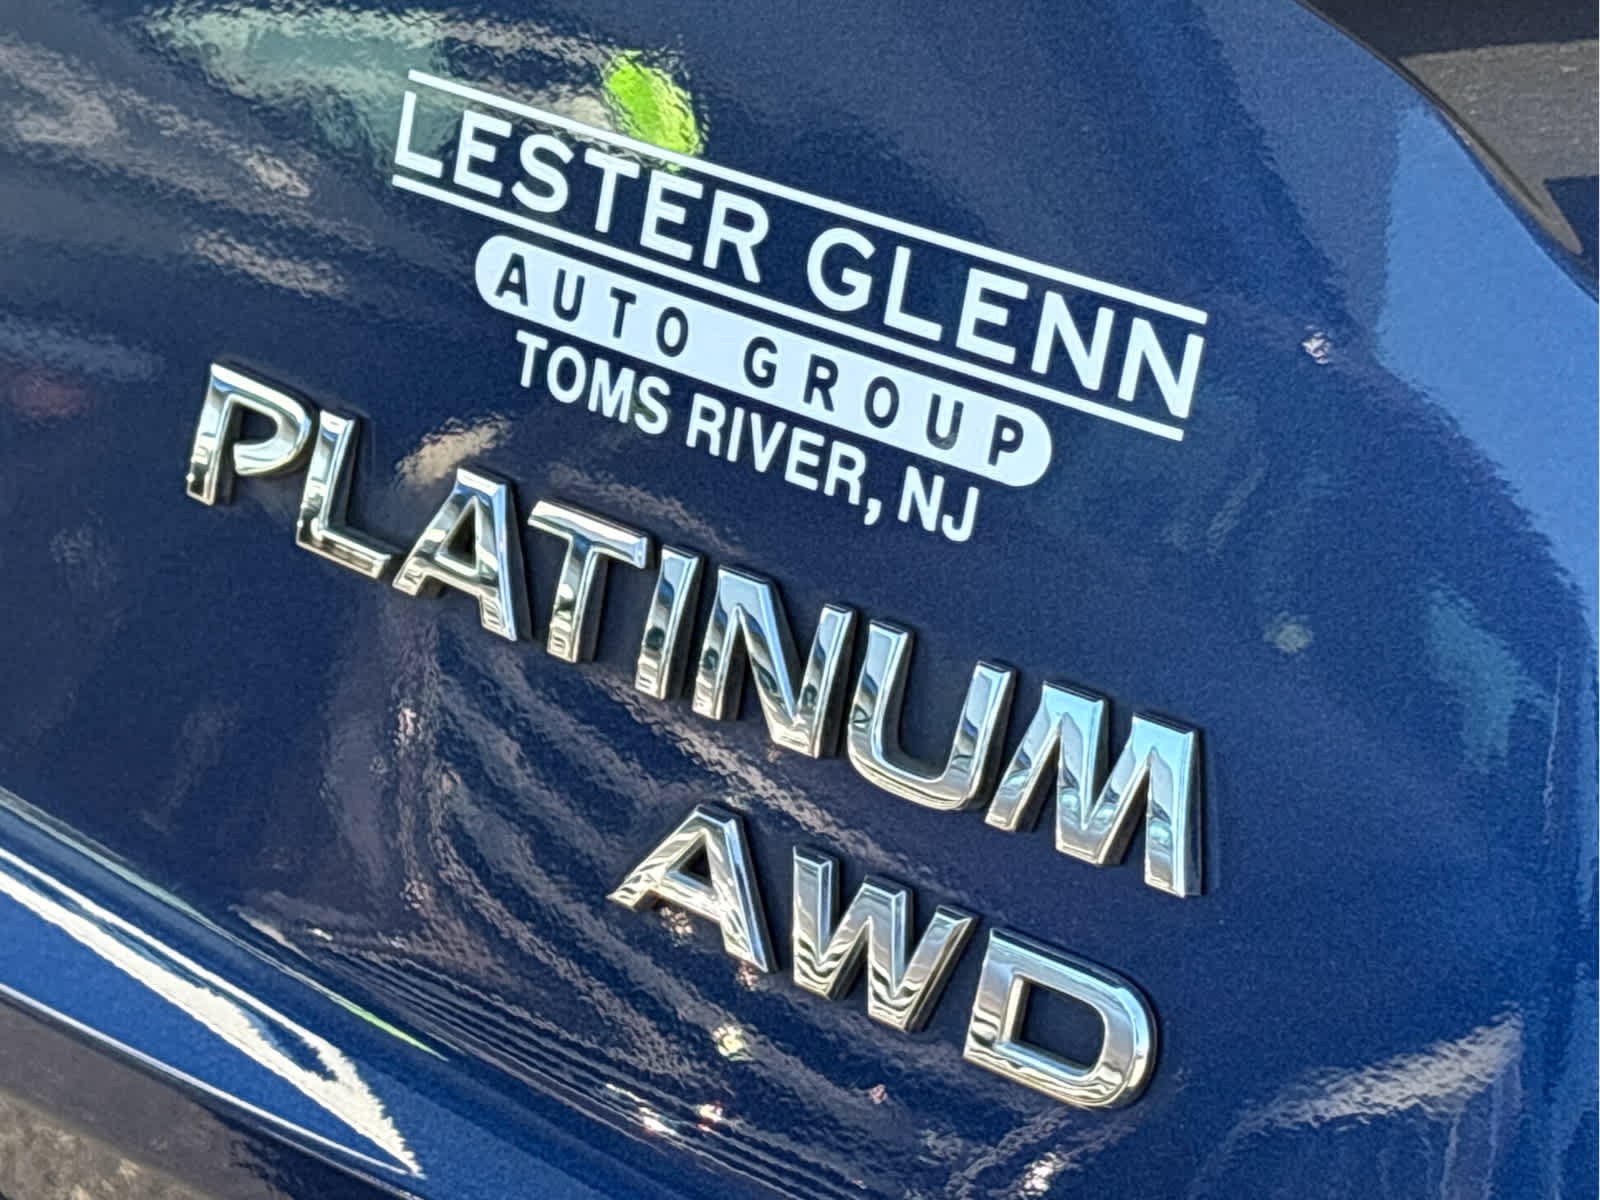 LESTER GLENN
AUTO GROUP
TOMS RIVER, NJ
PLATINUM
AWD